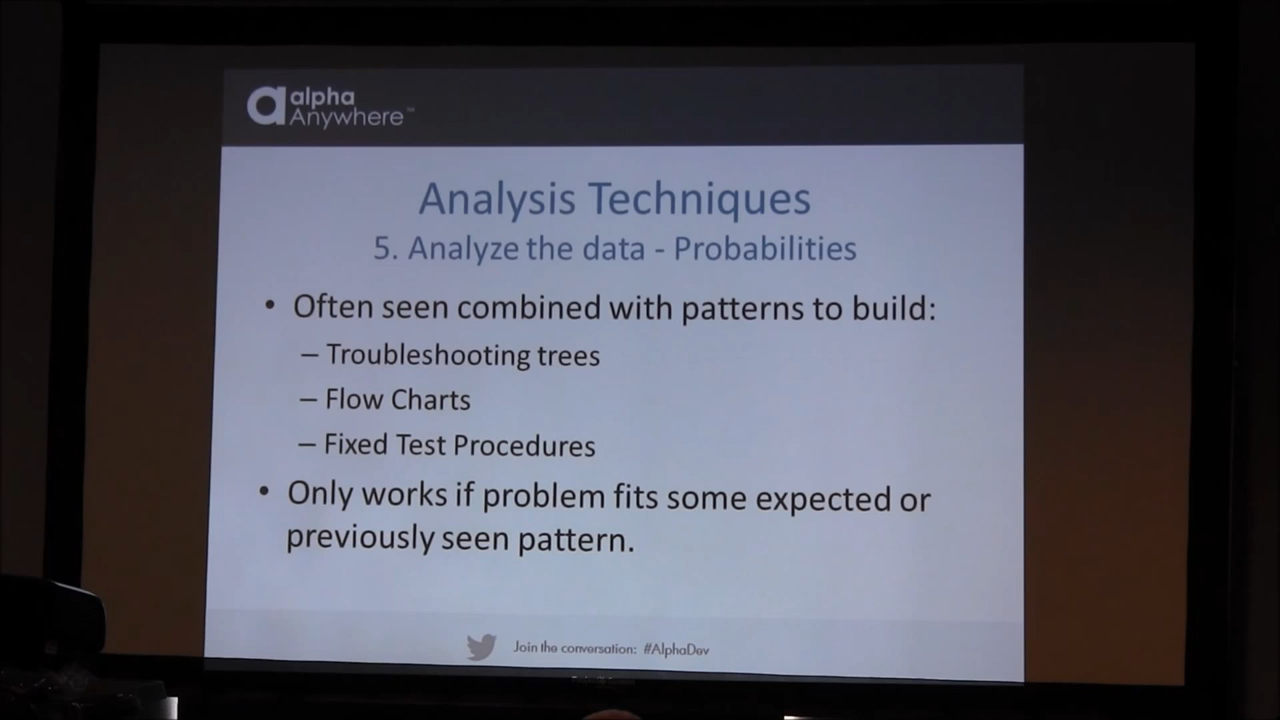 alpha
Anywhere™
Analysis Techniques
5. Analyze the data - Probabilities
• Often seen combined with patterns to build:
– Troubleshooting trees
– Flow Charts
– Fixed Test Procedures
• Only works if problem fits some expected or
previously seen pattern.
Join the conversation: #AlphaDev